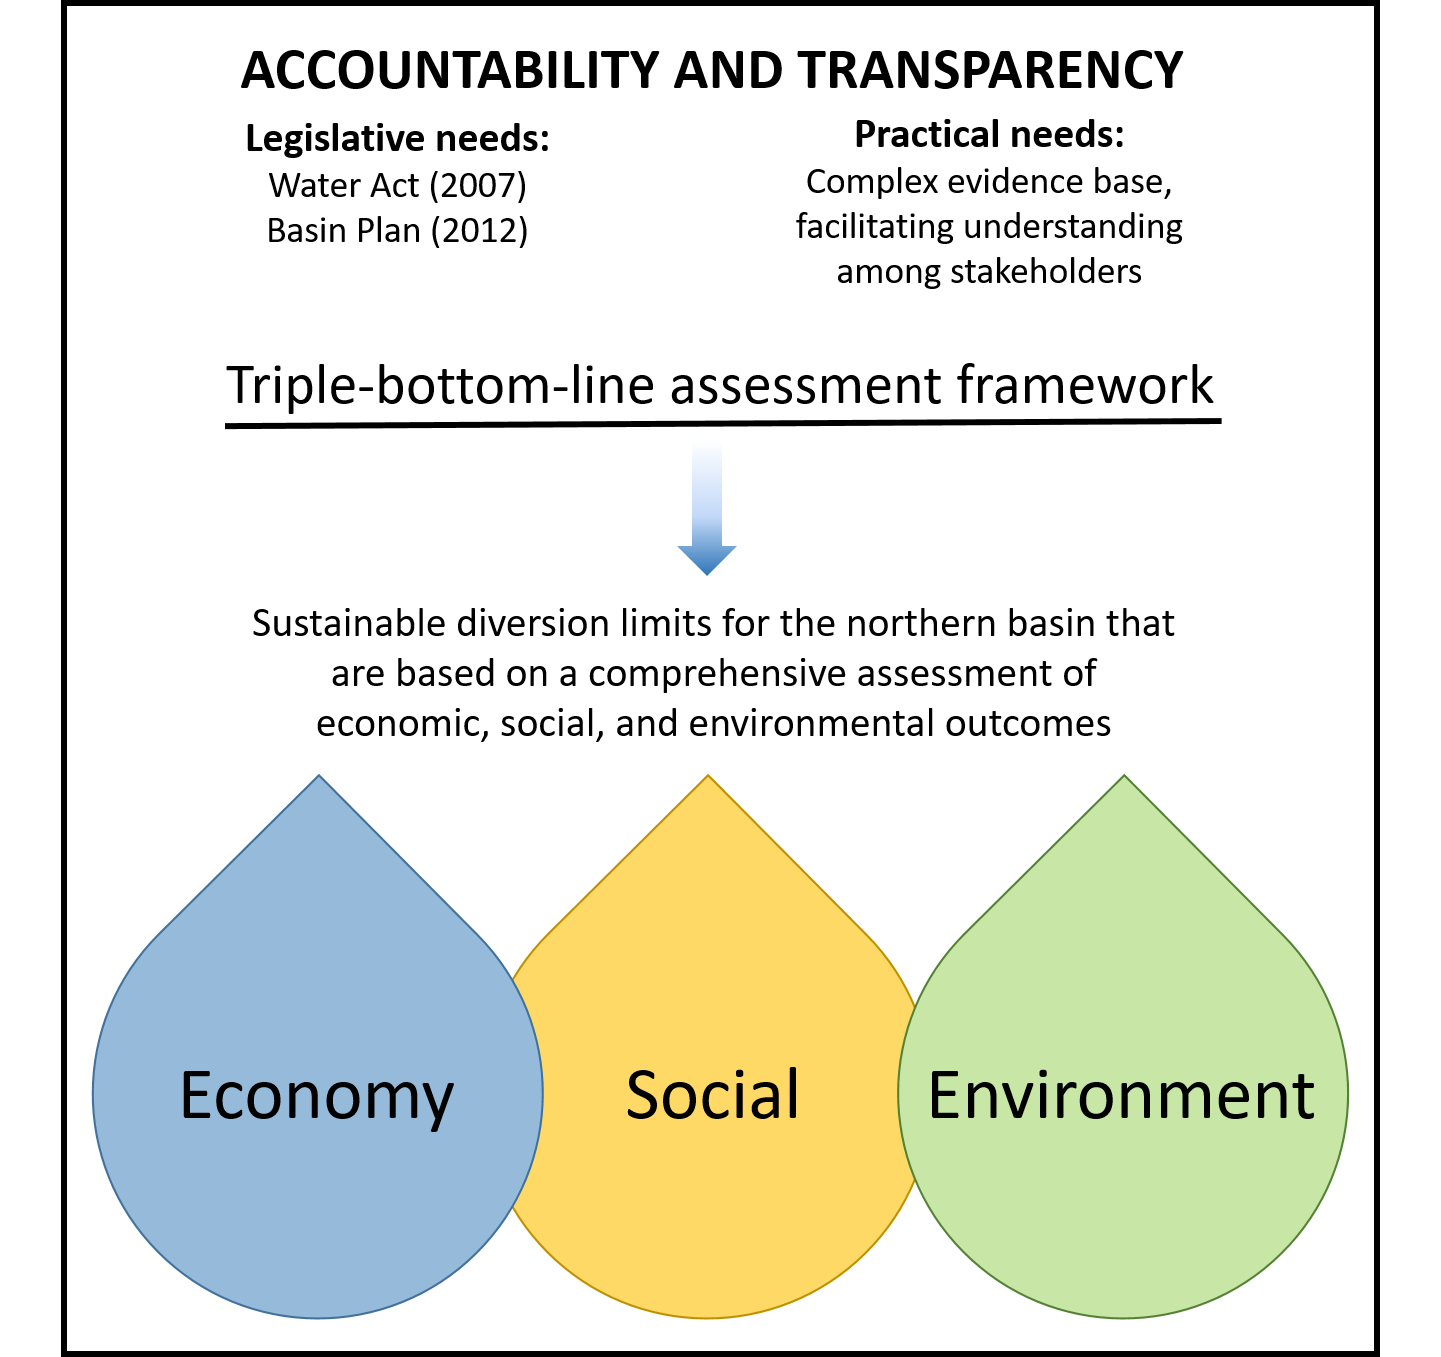 ACCOUNTABILITY AND TRANSPARENCY
Legislative needs:
Water Act (2007)
Basin Plan (2012)
Practical needs:
Complex evidence base,
facilitating understanding
among stakeholders
Triple-bottom-line assessment framework
Sustainable diversion limits for the northern basin that
are based on a comprehensive assessment of
economic, social, and environmental outcomes
Economy
Social
Environment